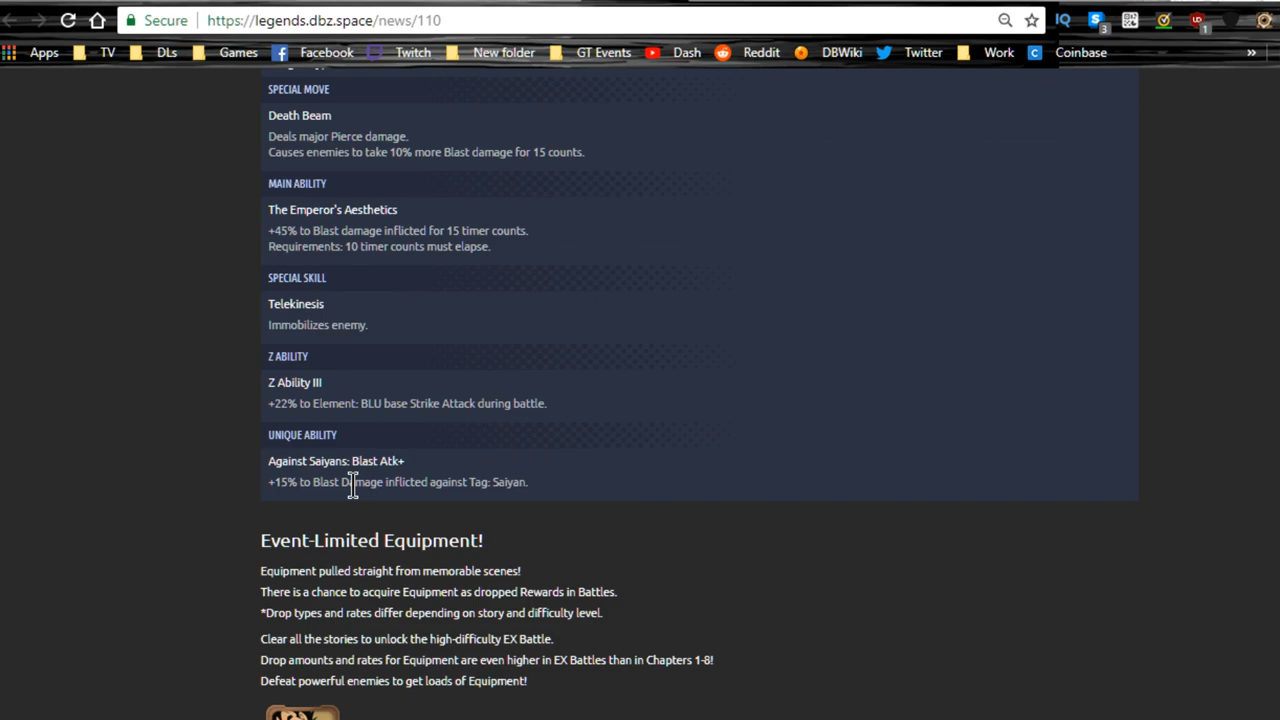 Secure https://legends.dbz.space/news/110
IQ S 3 UD 1
Apps TV DLs Games Facebook Twitch New folder GT Events Dash Reddit DBWiki Twitter Work C Coinbase »
SPECIAL MOVE
Death Beam
Deals major Pierce damage.
Causes enemies to take 10% more Blast damage for 15 counts.
MAIN ABILITY
The Emperor's Aesthetics
+45% to Blast damage inflicted for 15 timer counts.
Requirements: 10 timer counts must elapse.
SPECIAL SKILL
Telekinesis
Immobilizes enemy.
Z ABILITY
Z Ability III
+22% to Element: BLU base Strike Attack during battle.
UNIQUE ABILITY
Against Saiyans: Blast Atk+
+15% to Blast Damage inflicted against Tag: Saiyan.
Event-Limited Equipment!
Equipment pulled straight from memorable scenes!
There is a chance to acquire Equipment as dropped Rewards in Battles.
*Drop types and rates differ depending on story and difficulty level.
Clear all the stories to unlock the high-difficulty EX Battle.
Drop amounts and rates for Equipment are even higher in EX Battles than in Chapters 1-8!
Defeat powerful enemies to get loads of Equipment!